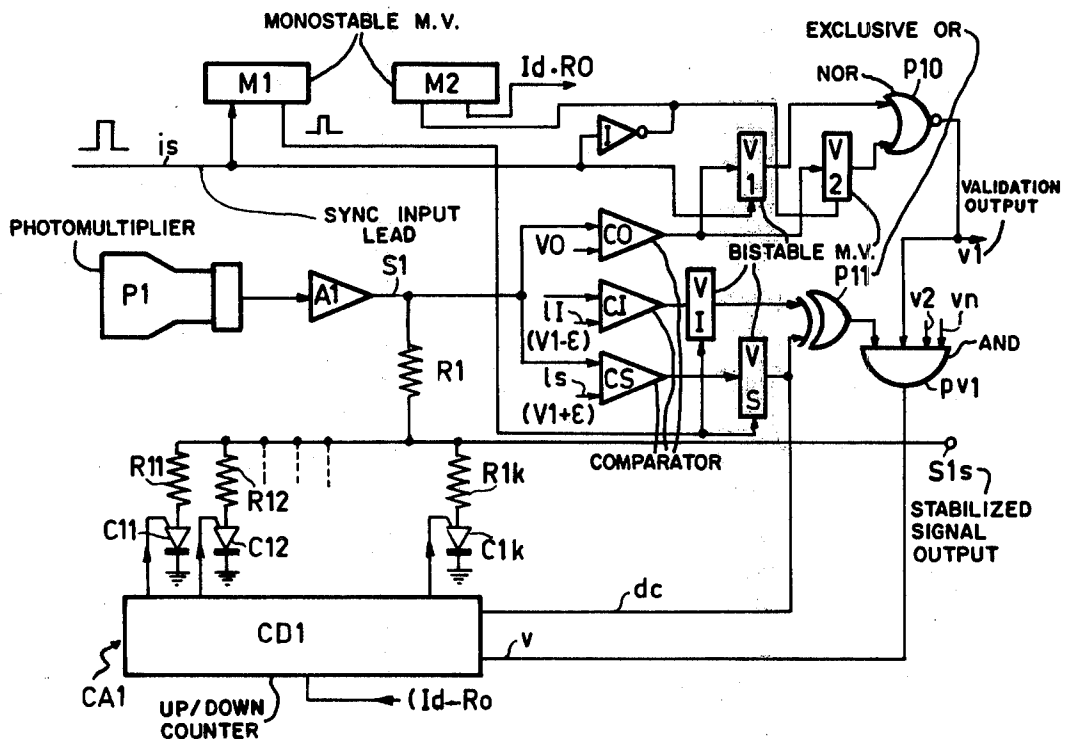 MONOSTABLE M.V.
EXCLUSIVE OR
M1
M2
Id·RO
NOR
p10
is
I
V
1
V
2
SYNC INPUT
LEAD
VALIDATION
OUTPUT
v1
PHOTOMULTIPLIER
P1
A1
S1
CO
VO
BISTABLE M.V.
p11
CI
lI
(V1-ε)
V
I
v2
vn
AND
pv1
R1
CS
ls
(V1+ε)
V
S
COMPARATOR
S1s
R11
R12
R1k
STABILIZED
SIGNAL
OUTPUT
C11
C12
C1k
dc
CD1
v
CA1
UP/DOWN
COUNTER
(Id-Ro